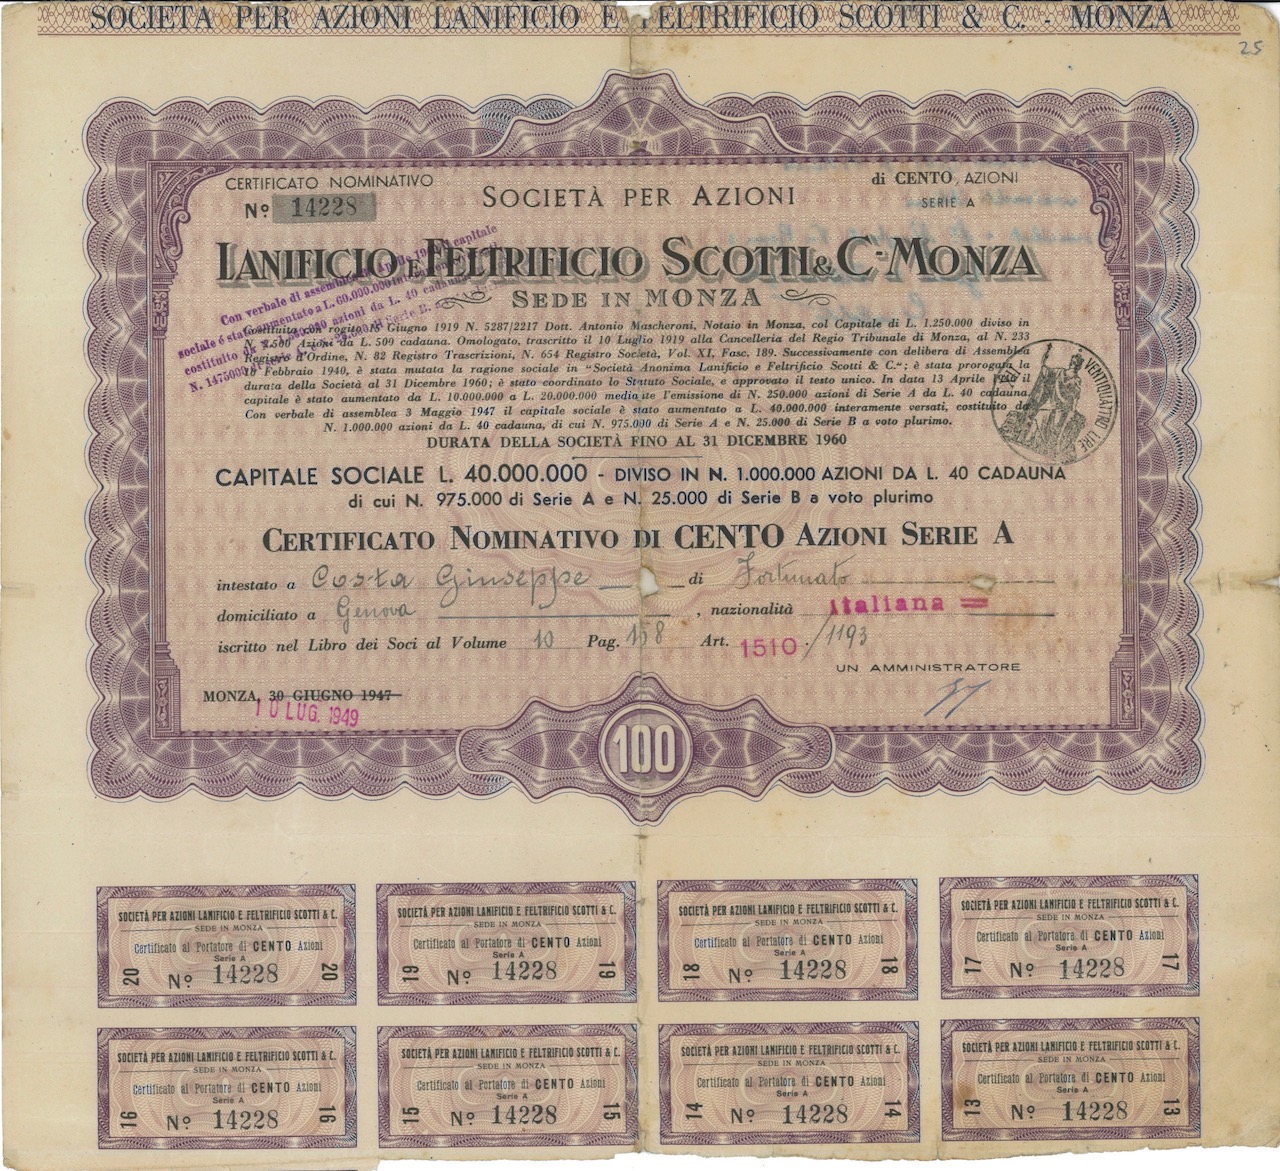 SOCIETÀ PER AZIONI LANIFICIO E FELTRIFICIO SCOTTI & C. - MONZA
25
CERTIFICATO NOMINATIVO
Nº 14228
SOCIETÀ PER AZIONI
di CENTO AZIONI
SERIE A
LANIFICIO E FELTRIFICIO SCOTTI & C. - MONZA
SEDE IN MONZA
Con verbale di assemblea Aprile capitale
sociale è stato aumentato a L. 60.000.000
costituito da N. azioni da L. 40 cadauna
N. 1475000 Serie B.
Costituita con rogito Giugno 1919 N. 5287/2217 Dott. Antonio Mascheroni, Notaio in Monza, col Capitale di L. 1.250.000 diviso in
N. 2.500 Azioni da L. 500 cadauna. Omologato, trascritto il 10 Luglio 1919 alla Cancelleria del Regio Tribunale di Monza, al N. 233
Registro d'Ordine, N. 82 Registro Trascrizioni, N. 654 Registro Società, Vol. XI, Fasc. 189. Successivamente con delibera di Assemblea
Febbraio 1940, è stata mutata la ragione sociale in "Società Anonima Lanificio e Feltrificio Scotti & C."; è stata prorogata la
durata della Società al 31 Dicembre 1960; è stato coordinato lo Statuto Sociale, e approvato il testo unico. In data 13 Aprile il
capitale è stato aumentato da L. 10.000.000 a L. 20.000.000 mediante l'emissione di N. 250.000 azioni di Serie A da L. 40 cadauna.
Con verbale di assemblea 3 Maggio 1947 il capitale sociale è stato aumentato a L. 40.000.000 interamente versati, costituito da
N. 1.000.000 azioni da L. 40 cadauna, di cui N. 975.000 di Serie A e N. 25.000 di Serie B a voto plurimo.
VENTIQUATTRO LIRE
DURATA DELLA SOCIETÀ FINO AL 31 DICEMBRE 1960
CAPITALE SOCIALE L. 40.000.000 - DIVISO IN N. 1.000.000 AZIONI DA L. 40 CADAUNA
di cui N. 975.000 di Serie A e N. 25.000 di Serie B a voto plurimo
CERTIFICATO NOMINATIVO DI CENTO AZIONI SERIE A
intestato a Costa Giuseppe di Fortunato
domiciliato a Genova, nazionalità italiana =
iscritto nel Libro dei Soci al Volume 10 Pag. 158 Art. 1510 /1193
UN AMMINISTRATORE
MONZA, 30 GIUGNO 1947
10 LUG. 1949
100
SOCIETÀ PER AZIONI LANIFICIO E FELTRIFICIO SCOTTI & C.
SEDE IN MONZA
Certificato al Portatore di CENTO Azioni
Serie A
20 Nº 14228 20
SOCIETÀ PER AZIONI LANIFICIO E FELTRIFICIO SCOTTI & C.
SEDE IN MONZA
Certificato al Portatore di CENTO Azioni
Serie A
19 Nº 14228 19
SOCIETÀ PER AZIONI LANIFICIO E FELTRIFICIO SCOTTI & C.
SEDE IN MONZA
Certificato al Portatore di CENTO Azioni
Serie A
18 Nº 14228 18
SOCIETÀ PER AZIONI LANIFICIO E FELTRIFICIO SCOTTI & C.
SEDE IN MONZA
Certificato al Portatore di CENTO Azioni
Serie A
17 Nº 14228 17
SOCIETÀ PER AZIONI LANIFICIO E FELTRIFICIO SCOTTI & C.
SEDE IN MONZA
Certificato al Portatore di CENTO Azioni
Serie A
16 Nº 14228 16
SOCIETÀ PER AZIONI LANIFICIO E FELTRIFICIO SCOTTI & C.
SEDE IN MONZA
Certificato al Portatore di CENTO Azioni
Serie A
15 Nº 14228 15
SOCIETÀ PER AZIONI LANIFICIO E FELTRIFICIO SCOTTI & C.
SEDE IN MONZA
Certificato al Portatore di CENTO Azioni
Serie A
14 Nº 14228 14
SOCIETÀ PER AZIONI LANIFICIO E FELTRIFICIO SCOTTI & C.
SEDE IN MONZA
Certificato al Portatore di CENTO Azioni
Serie A
13 Nº 14228 13